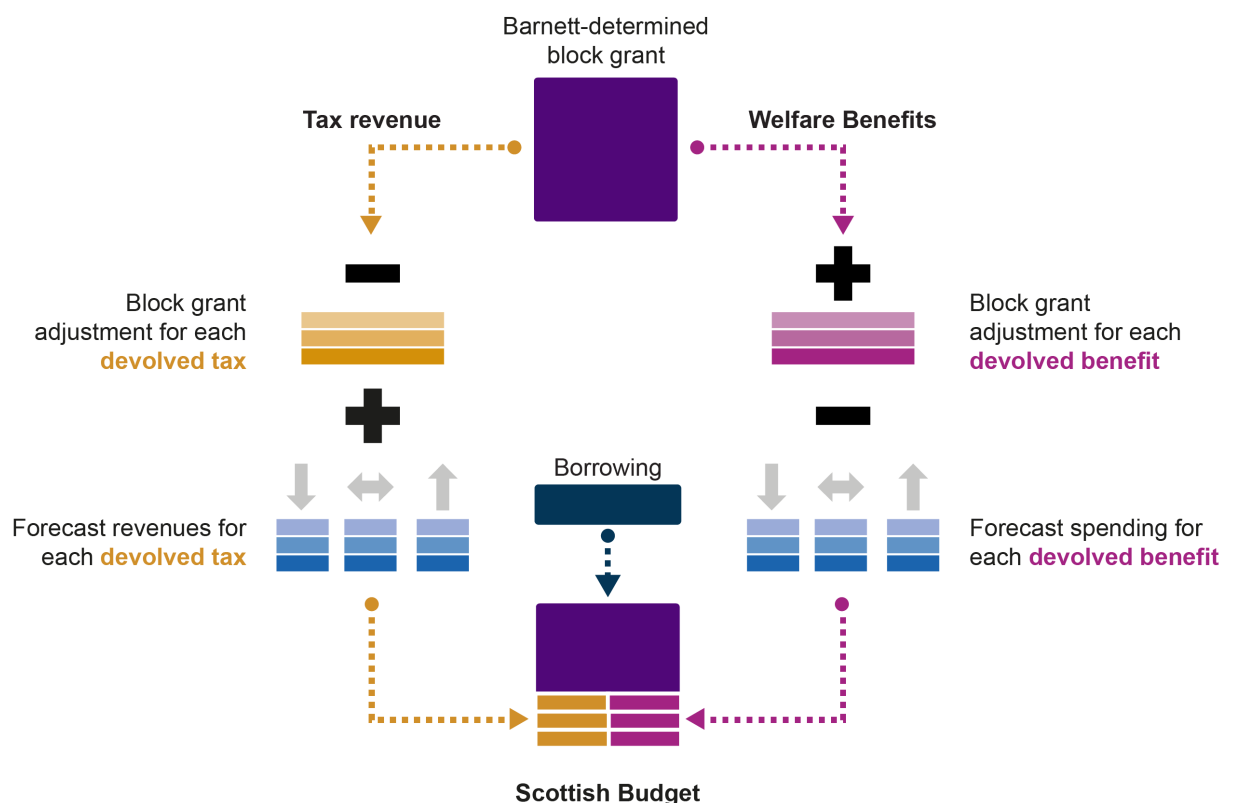 Barnett-determined
block grant
Tax revenue
Welfare Benefits
Block grant
adjustment for each
devolved tax
Block grant
adjustment for each
devolved benefit
Borrowing
Forecast revenues for
each devolved tax
Forecast spending for
each devolved benefit
Scottish Budget